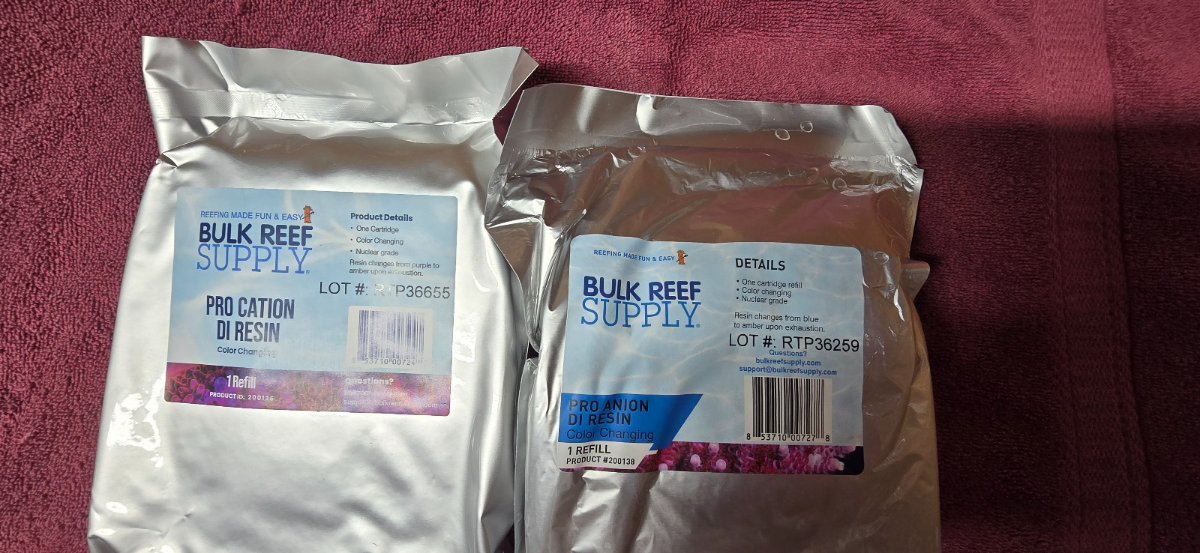 REEFING MADE FUN & EASY
BULK REEF
SUPPLY®
PRO CATION
DI RESIN
Color Changing
1 Refill
PRODUCT ID: 200136
Product Details
• One Cartridge
• Color Changing
• Nuclear grade
Resin changes from purple to
amber upon exhaustion.
LOT #: RTP36655
Questions?
REEFING MADE FUN & EASY
BULK REEF
SUPPLY®
PRO ANION
DI RESIN
Color Changing
1 REFILL
PRODUCT #200138
DETAILS
• One cartridge refill
• Color changing
• Nuclear grade
Resin changes from blue
to amber upon exhaustion.
LOT #: RTP36259
Questions?
bulkreefsupply.com
support@bulkreefsupply.com
8 53710 00727 8